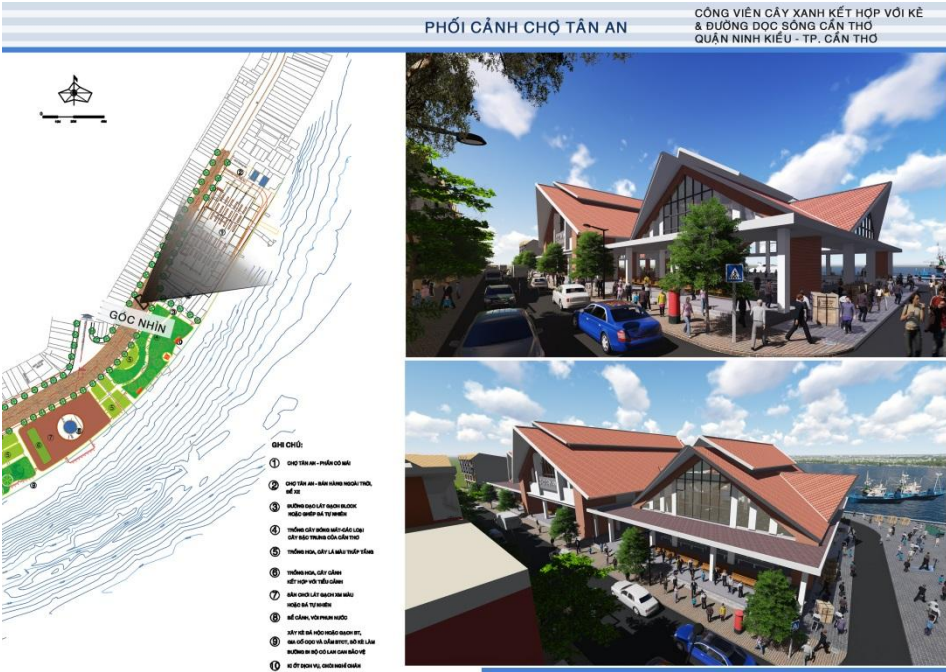 PHỐI CẢNH CHỢ TÂN AN
CÔNG VIÊN CÂY XANH KẾT HỢP VỚI KÈ
& ĐƯỜNG DỌC SÔNG CẦN THƠ
QUẬN NINH KIỀU - TP. CẦN THƠ
GÓC NHÌN
GHI CHÚ:
1 CHỢ TÂN AN - PHẦN CÓ MÁI
2 CHỢ TÂN AN - BÁN HÀNG NGOÀI TRỜI,
ĐỂ XE
3 ĐƯỜNG DẠO LÁT GẠCH BLOCK
HOẶC GHÉP ĐÁ TỰ NHIÊN
4 TRỒNG CÂY BÓNG MÁT-CÁC LOẠI
CÂY ĐẶC TRƯNG CỦA CẦN THƠ
5 TRỒNG HOA, CÂY LÁ MÀU THẤP TẦNG
6 TRỒNG HOA, CÂY CẢNH
KẾT HỢP VỚI TIỂU CẢNH
7 SÂN CHƠI LÁT GẠCH XM MÀU
HOẶC ĐÁ TỰ NHIÊN
8 BỂ CẢNH, VÒI PHUN NƯỚC
9 XÂY KÈ ĐÁ HỘC HOẶC GẠCH BT,
GIA CỐ CỌC VÀ DẦM BTCT, BỜ KÈ LÀM
ĐƯỜNG ĐI BỘ CÓ LAN CAN BẢO VỆ
10 KI ỐT DỊCH VỤ, CHÒI NGHỈ CHÂN